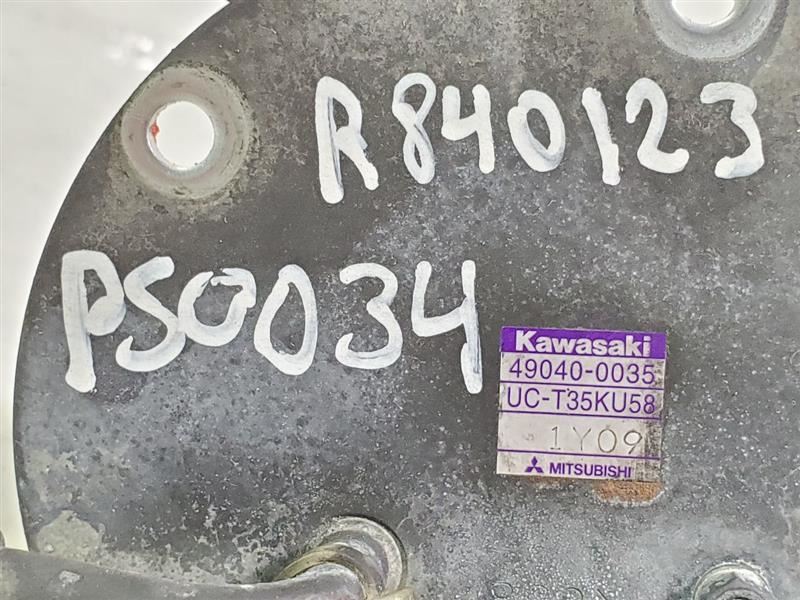 R840123
PS0034
Kawasaki
49040-0035
UC-T35KU58
1Y09
MITSUBISHI